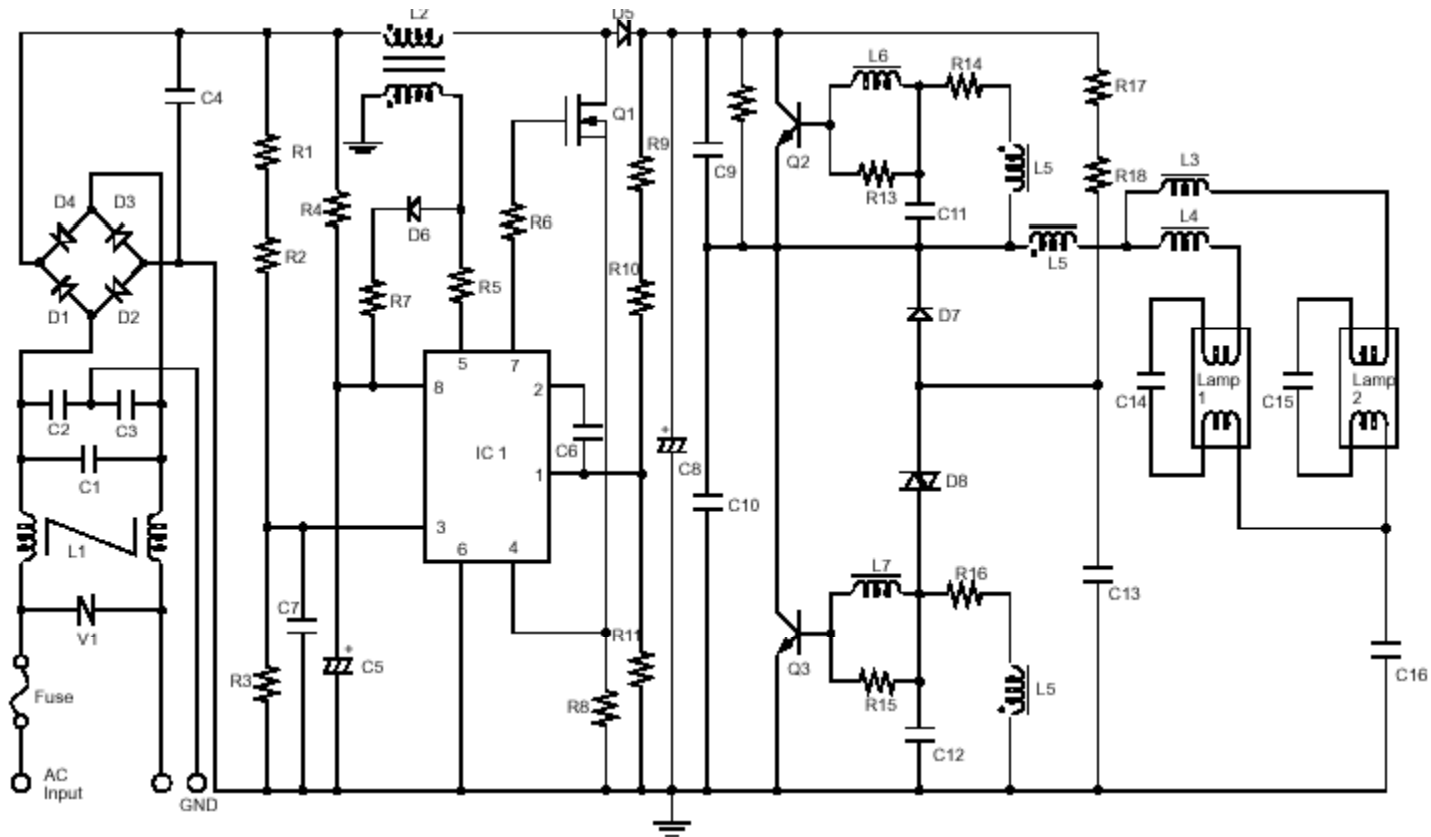 L2
D5
C4
Q1
L6
R14
R17
R1
R9
C9
Q2
L5
R18
L3
D4
D3
R4
D6
R6
R13
C11
L4
R2
R10
L5
R7
R5
D1
D2
D7
5
7
8
2
Lamp
1
Lamp
2
C14
C15
C2
C3
IC 1
C6
1
C8
D8
C1
C10
3
6
4
L1
L7
R16
C13
V1
C7
R11
Q3
C16
R3
C5
R15
L5
Fuse
R8
C12
AC
Input
GND
+
+